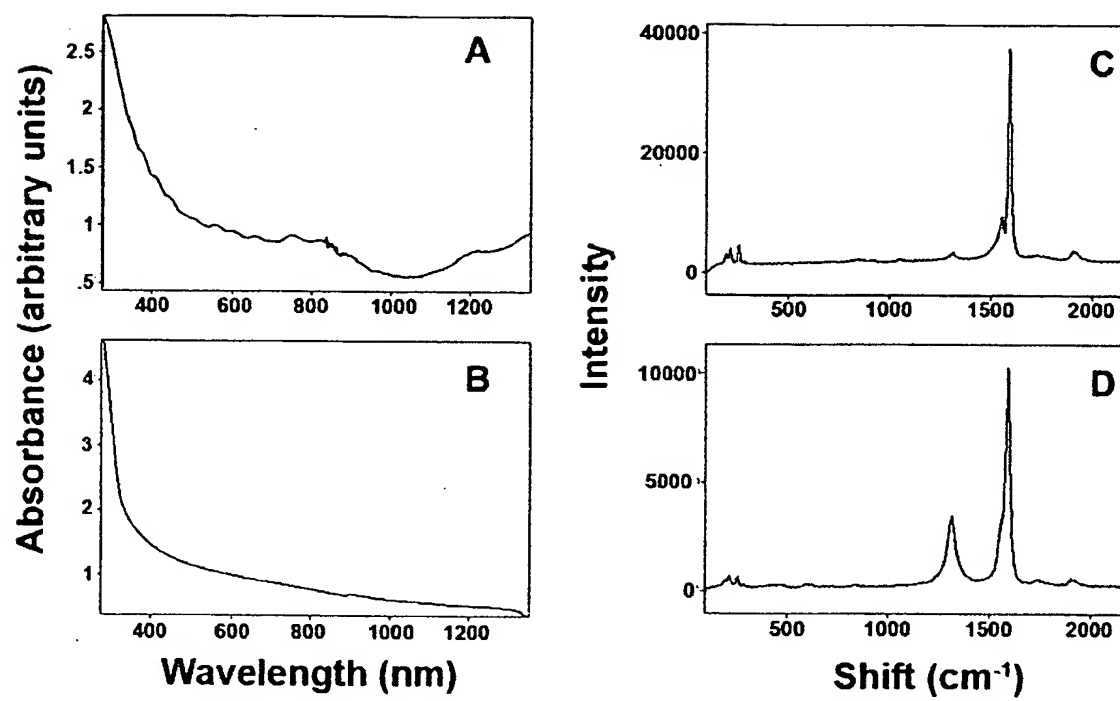 Absorbance (arbitrary units)
A
2.5
2
1.5
1
.5
400 600 800 1000 1200
B
4
3
2
1
400 600 800 1000 1200
Wavelength (nm)
Intensity
C
40000
20000
0
500 1000 1500 2000
D
10000
5000
0
500 1000 1500 2000
Shift (cm-1)